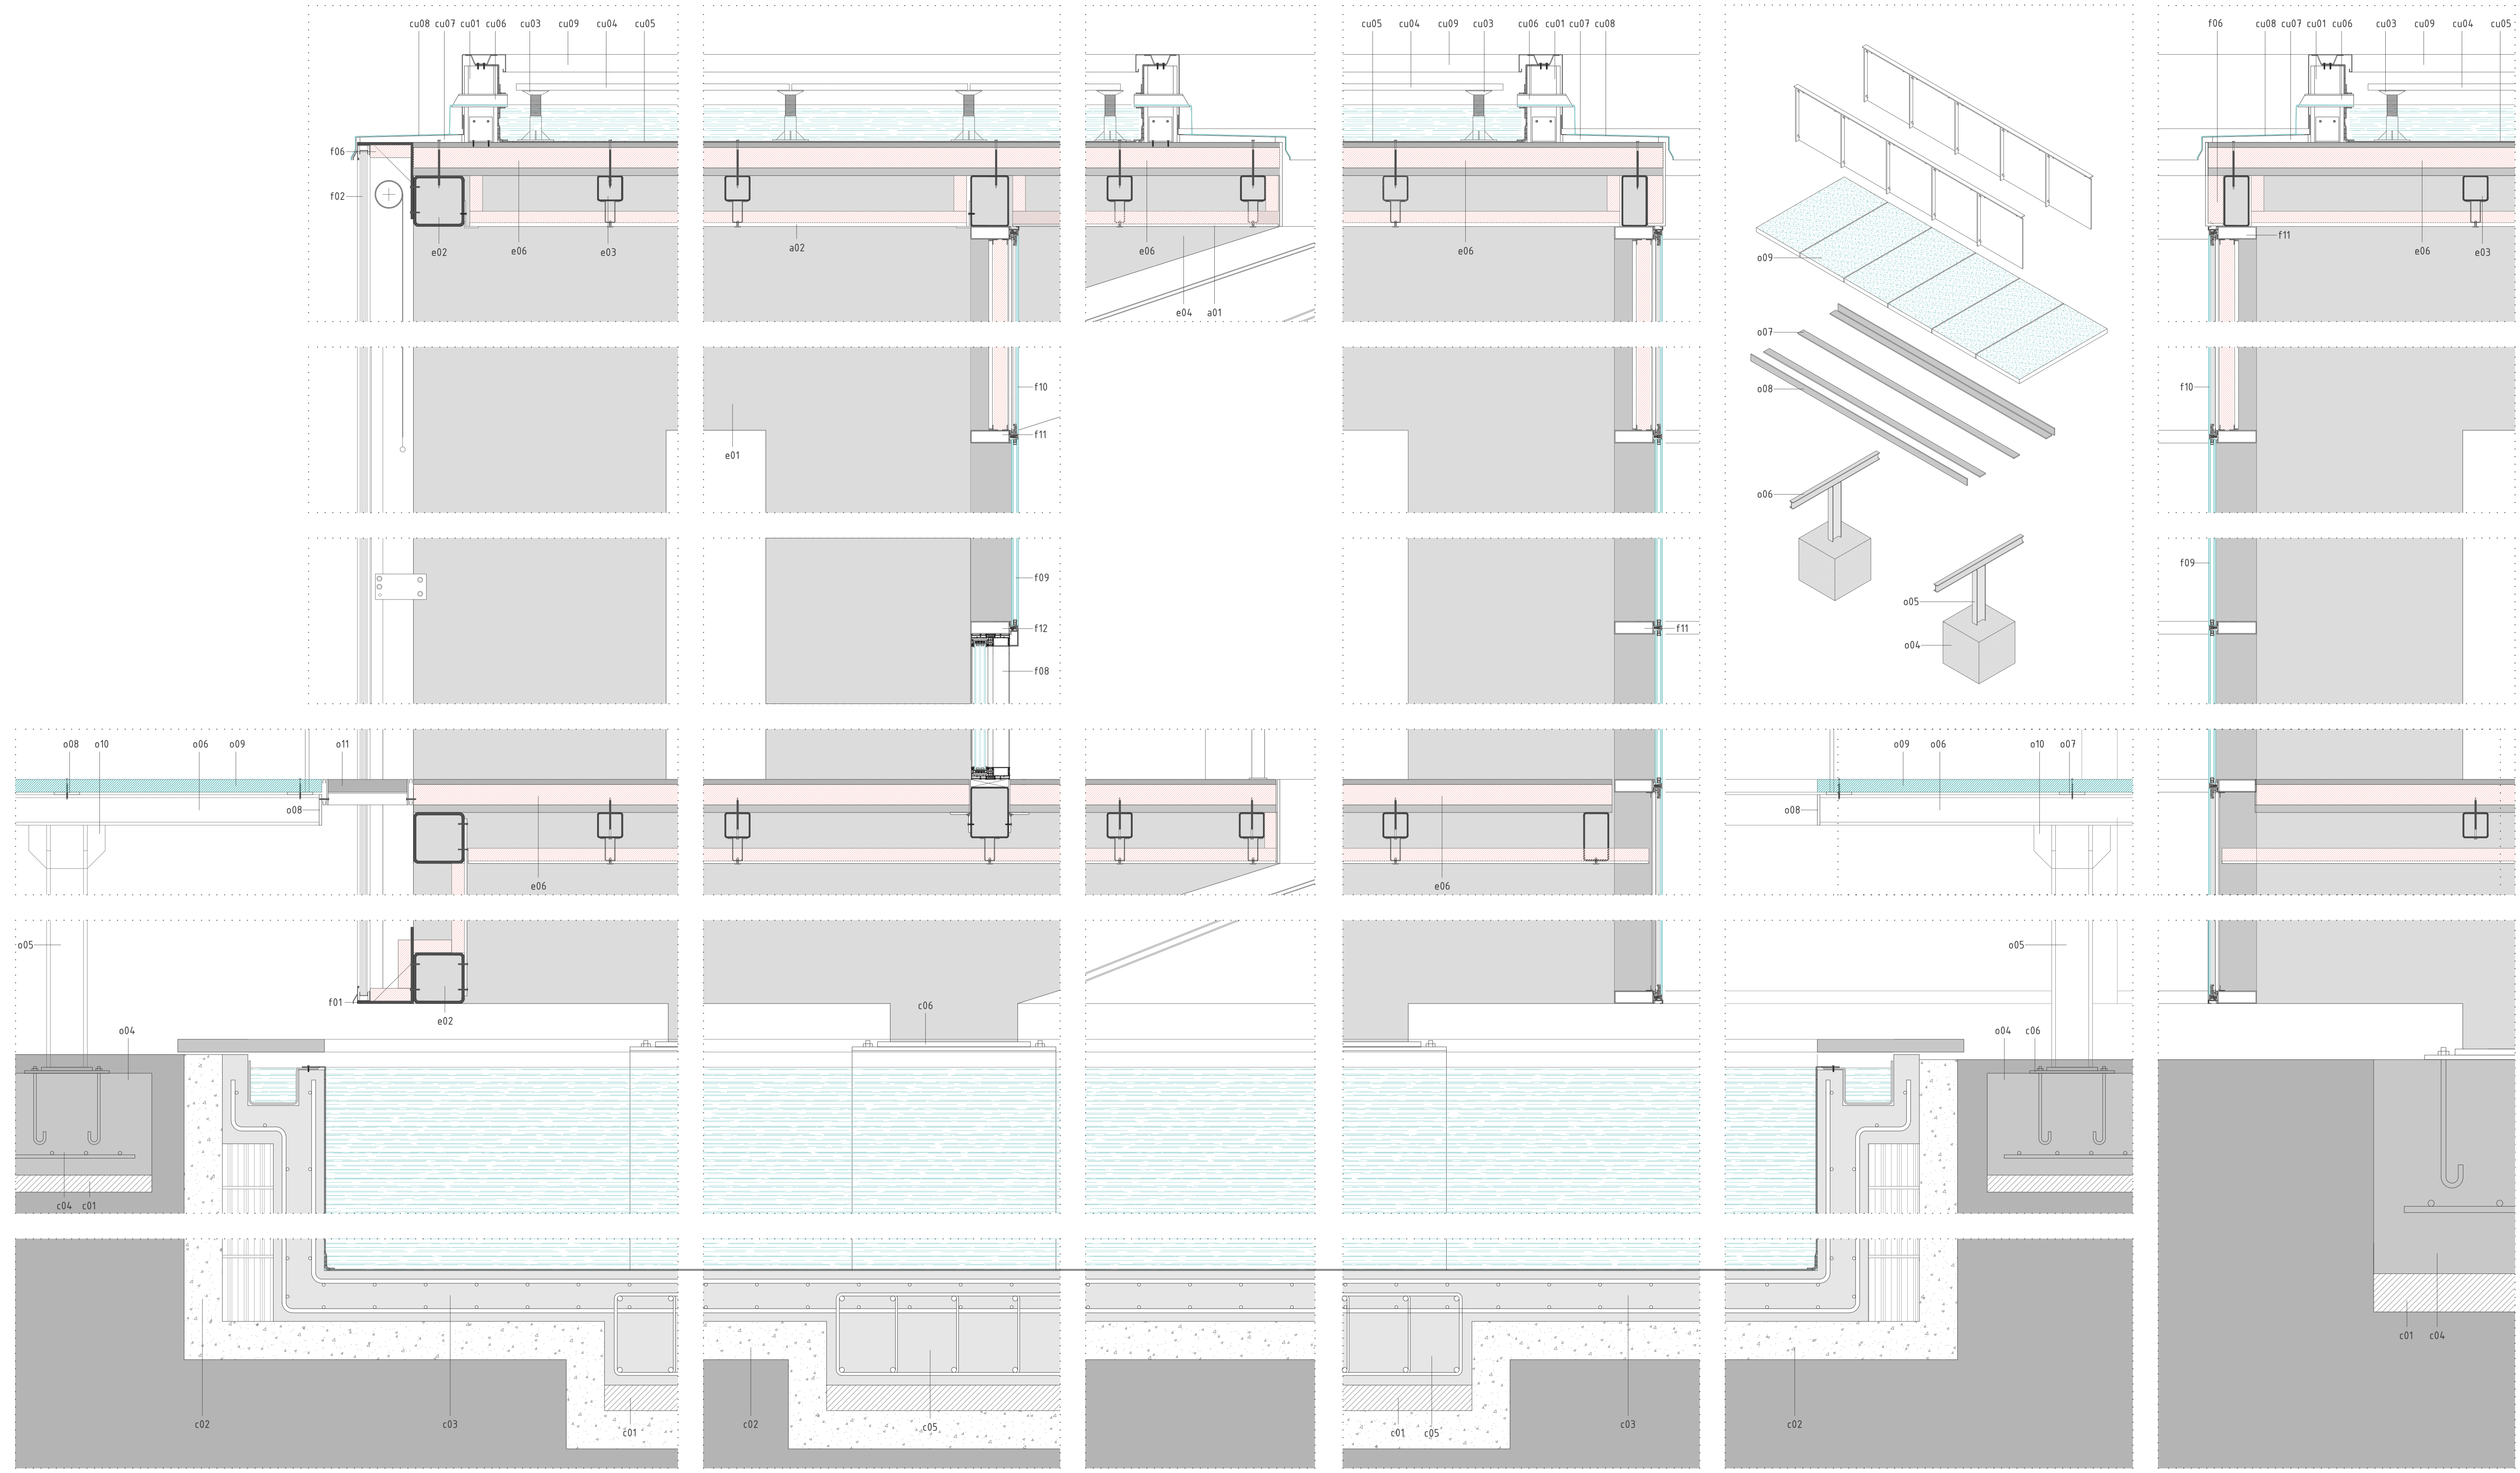 cu08 cu07 cu01 cu06 cu03 cu09 cu04 cu05
cu05 cu04 cu09 cu03 cu06 cu01 cu07 cu08
f06 cu08 cu07 cu01 cu06 cu03 cu09 cu04 cu05
f06
f02
e02 e06 e03
a02
e06
e04 a01
e06
o09
o07
o08
o06
o05
o04
f11
e06 e03
e01
f10
f11
f10
f09
f12
f08
f11
f09
o08 o10 o06 o09 o11
o08
e06
e06
o09 o06 o10 o07
o08
o05
f01
e02
o04
c04 c01
c06
o05
o04 c06
c02
c03
c01
c02
c05
c01 c05
c03
c02
c01 c04